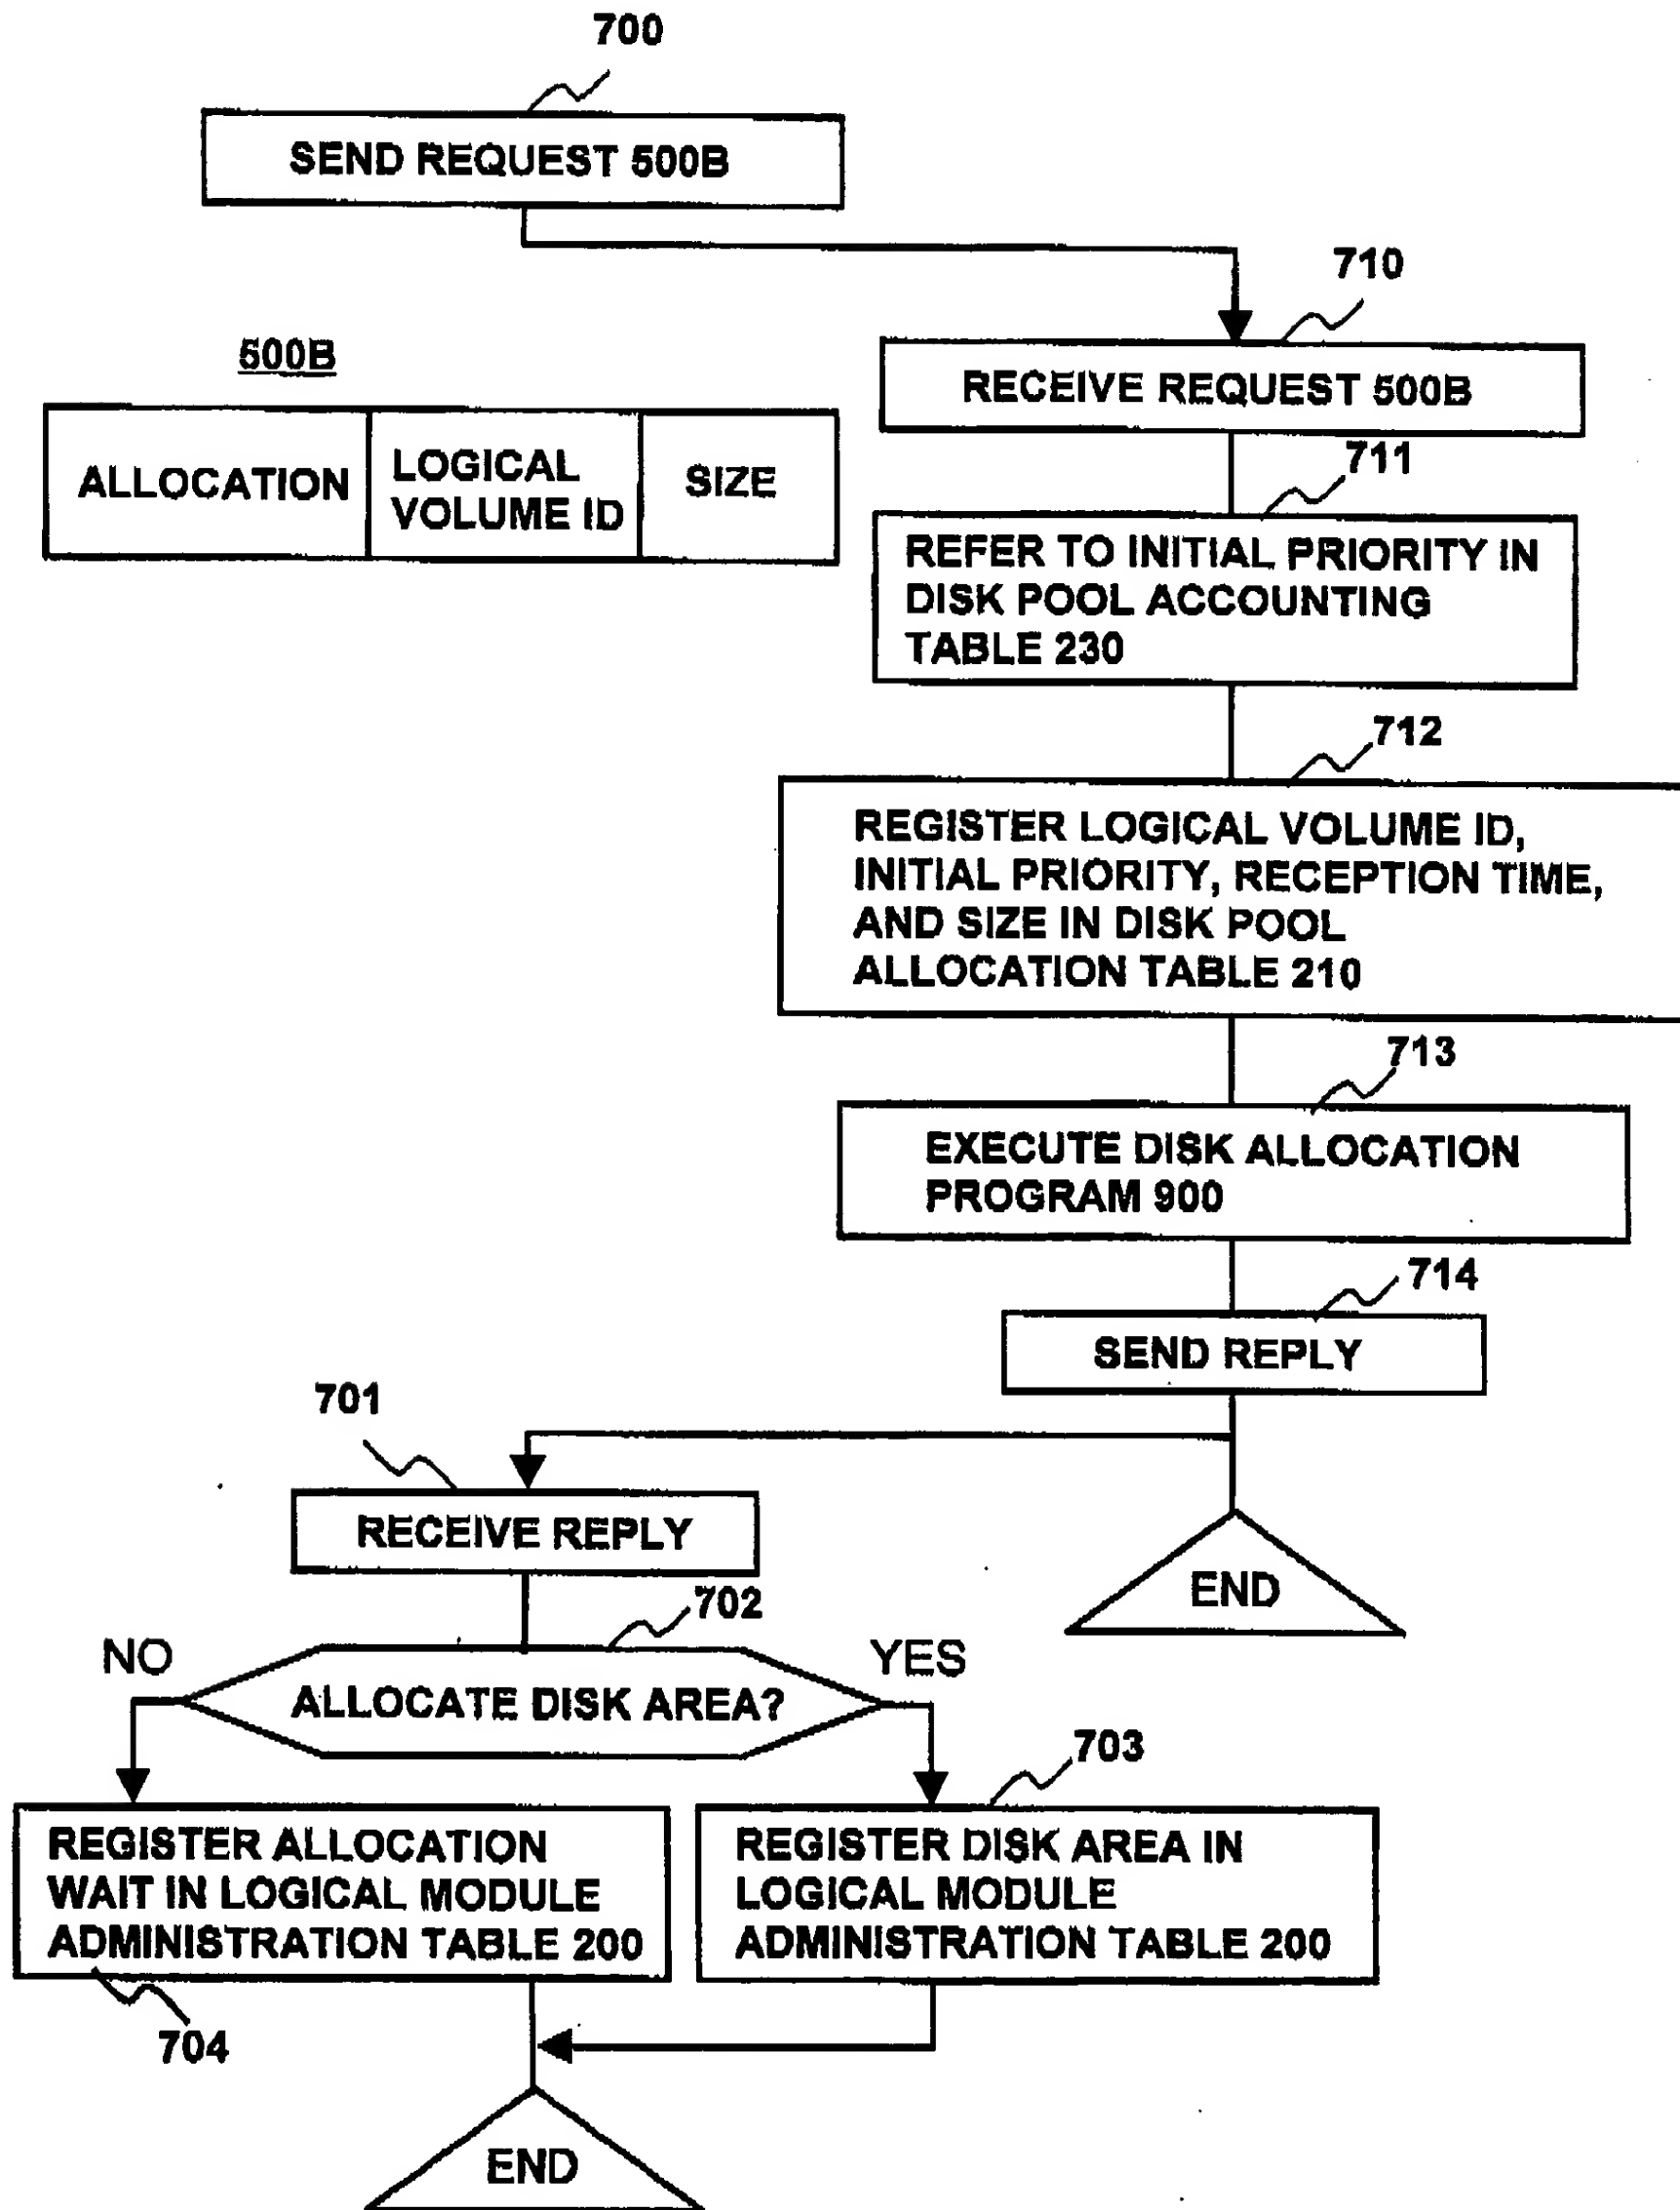 700
SEND REQUEST 500B
710
500B
RECEIVE REQUEST 500B
ALLOCATION
LOGICAL
VOLUME ID
SIZE
711
REFER TO INITIAL PRIORITY IN
DISK POOL ACCOUNTING
TABLE 230
712
REGISTER LOGICAL VOLUME ID,
INITIAL PRIORITY, RECEPTION TIME,
AND SIZE IN DISK POOL
ALLOCATION TABLE 210
713
EXECUTE DISK ALLOCATION
PROGRAM 900
714
SEND REPLY
701
RECEIVE REPLY
END
702
NO
YES
ALLOCATE DISK AREA?
703
REGISTER ALLOCATION
WAIT IN LOGICAL MODULE
ADMINISTRATION TABLE 200
REGISTER DISK AREA IN
LOGICAL MODULE
ADMINISTRATION TABLE 200
704
END